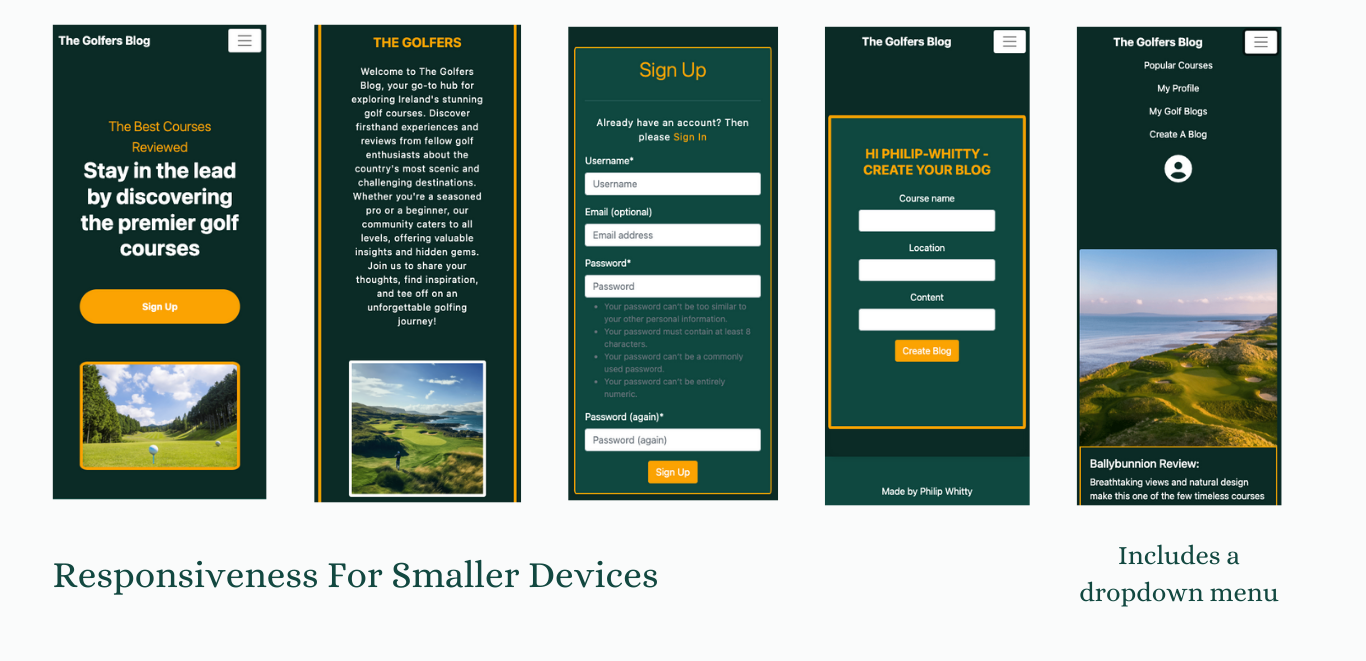 The Golfers Blog
The Best Courses
Reviewed
Stay in the lead
by discovering
the premier golf
courses
Sign Up
THE GOLFERS
Welcome to The Golfers
Blog, your go-to hub for
exploring Ireland's stunning
golf courses. Discover
firsthand experiences and
reviews from fellow golf
enthusiasts about the
country's most scenic and
challenging destinations.
Whether you're a seasoned
pro or a beginner, our
community caters to all
levels, offering valuable
insights and hidden gems.
Join us to share your
thoughts, find inspiration,
and tee off on an
unforgettable golfing
journey!
Sign Up
Already have an account? Then
please Sign In
Username*
Username
Email (optional)
Email address
Password*
Password
• Your password can't be too similar to
your other personal information.
• Your password must contain at least 8
characters.
• Your password can't be a commonly
used password.
• Your password can't be entirely
numeric.
Password (again)*
Password (again)
Sign Up
The Golfers Blog
HI PHILIP-WHITTY -
CREATE YOUR BLOG
Course name
Location
Content
Create Blog
Made by Philip Whitty
The Golfers Blog
Popular Courses
My Profile
My Golf Blogs
Create A Blog
Ballybunnion Review:
Breathtaking views and natural design
make this one of the few timeless courses
Responsiveness For Smaller Devices
Includes a
dropdown menu